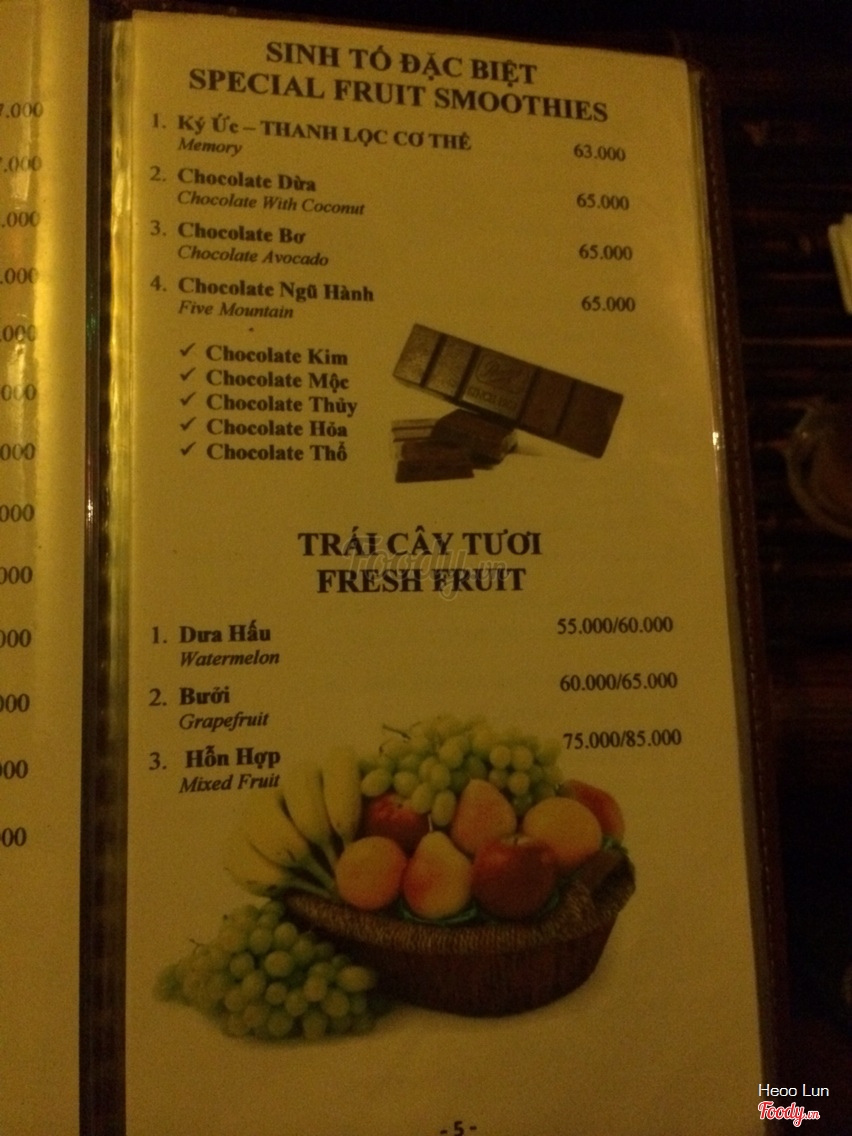 SINH TỐ ĐẶC BIỆT
SPECIAL FRUIT SMOOTHIES
1. Ký Ức – THANH LỌC CƠ THỂ 63.000
Memory
2. Chocolate Dừa 65.000
Chocolate With Coconut
3. Chocolate Bơ 65.000
Chocolate Avocado
4. Chocolate Ngũ Hành 65.000
Five Mountain
✓ Chocolate Kim
✓ Chocolate Mộc
✓ Chocolate Thủy
✓ Chocolate Hỏa
✓ Chocolate Thổ
TRÁI CÂY TƯƠI
FRESH FRUIT
1. Dưa Hấu 55.000/60.000
Watermelon
2. Bưởi 60.000/65.000
Grapefruit
3. Hỗn Hợp 75.000/85.000
Mixed Fruit
- 5 -
Foody.vn
Heoo Lun
Foody.vn